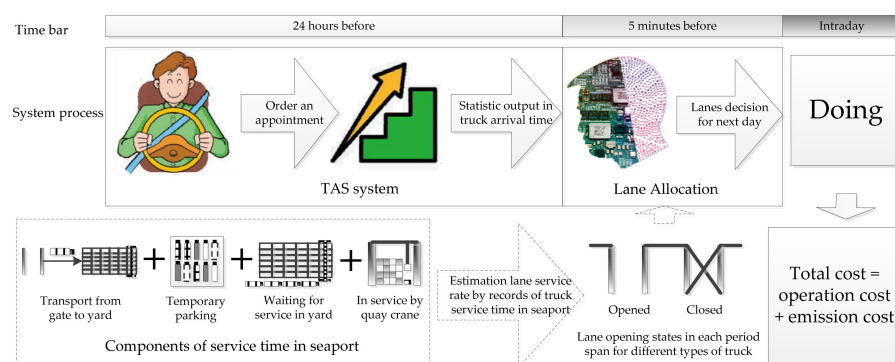 Time bar
24 hours before
5 minutes before
Intraday
System process
Order an
appointment
Statistic output in
truck arrival time
Lanes decision
for next day
Doing
TAS system
Lane Allocation
Transport from
gate to yard
Temporary
parking
Waiting for
service in yard
In service by
quay crane
Components of service time in seaport
Estimation lane service
rate by records of truck
service time in seaport
Opened
Closed
Lane opening states in each period
span for different types of truck
Total cost =
operation cost
+ emission cost